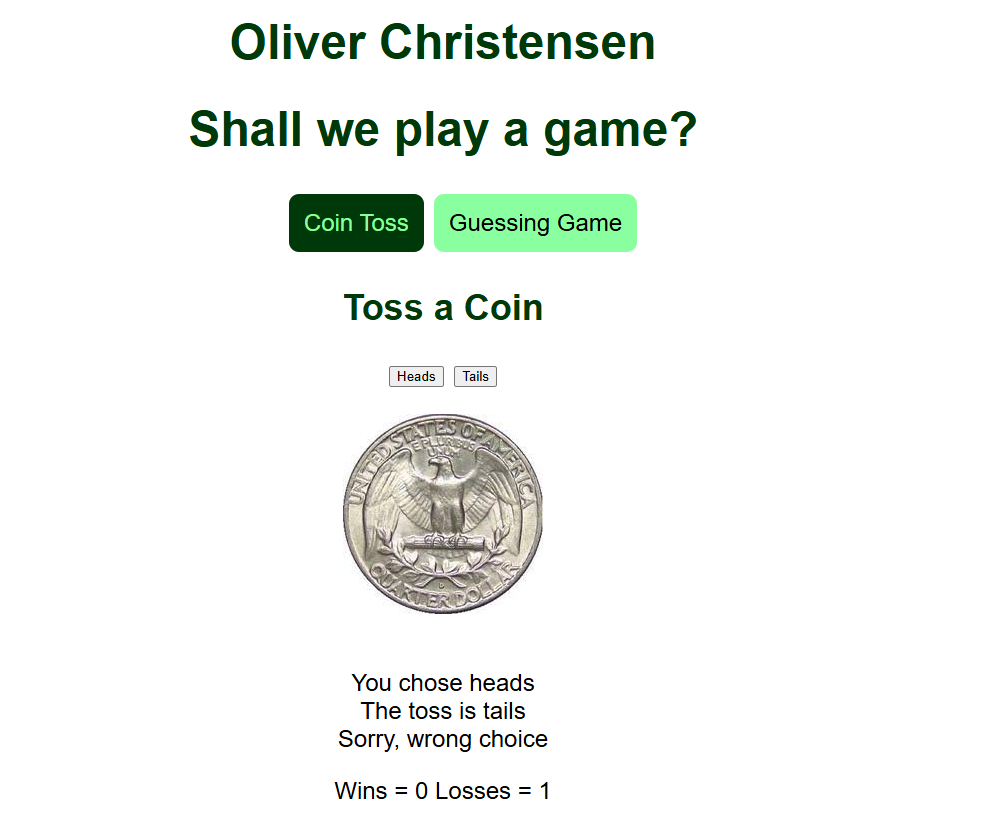 Oliver Christensen
Shall we play a game?
Coin Toss Guessing Game
Toss a Coin
Heads Tails
UNITED STATES OF AMERICA
E PLURIBUS
UNUM
QUARTER DOLLAR
You chose heads
The toss is tails
Sorry, wrong choice
Wins = 0 Losses = 1